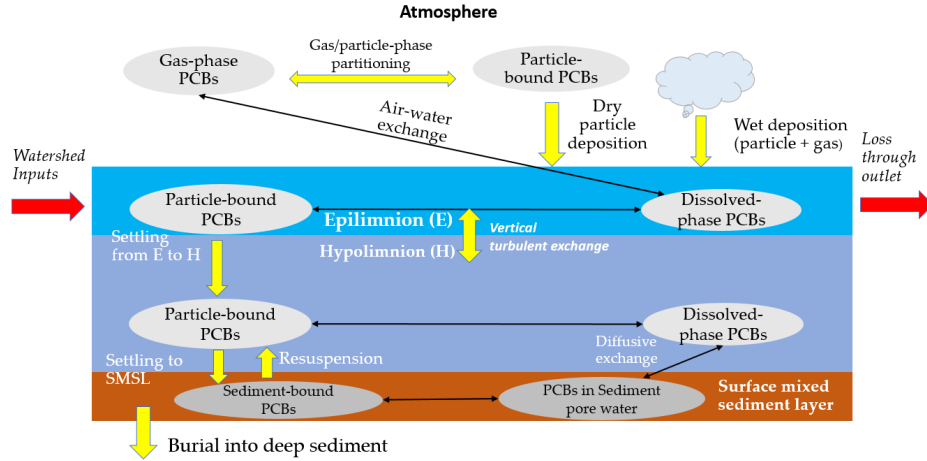 Atmosphere
Gas-phase
PCBs
Gas/particle-phase
partitioning
Particle-
bound PCBs
Air-water
exchange
Dry
particle
deposition
Wet deposition
(particle + gas)
Watershed
Inputs
Loss
through
outlet
Particle-bound
PCBs
Epilimnion (E)
Dissolved-
phase PCBs
Settling
from E to H
Hypolimnion (H)
Vertical
turbulent exchange
Particle-bound
PCBs
Dissolved-
phase PCBs
Settling to
SMSL
Resuspension
Diffusive
exchange
Sediment-bound
PCBs
PCBs in Sediment
pore water
Surface mixed
sediment layer
Burial into deep sediment